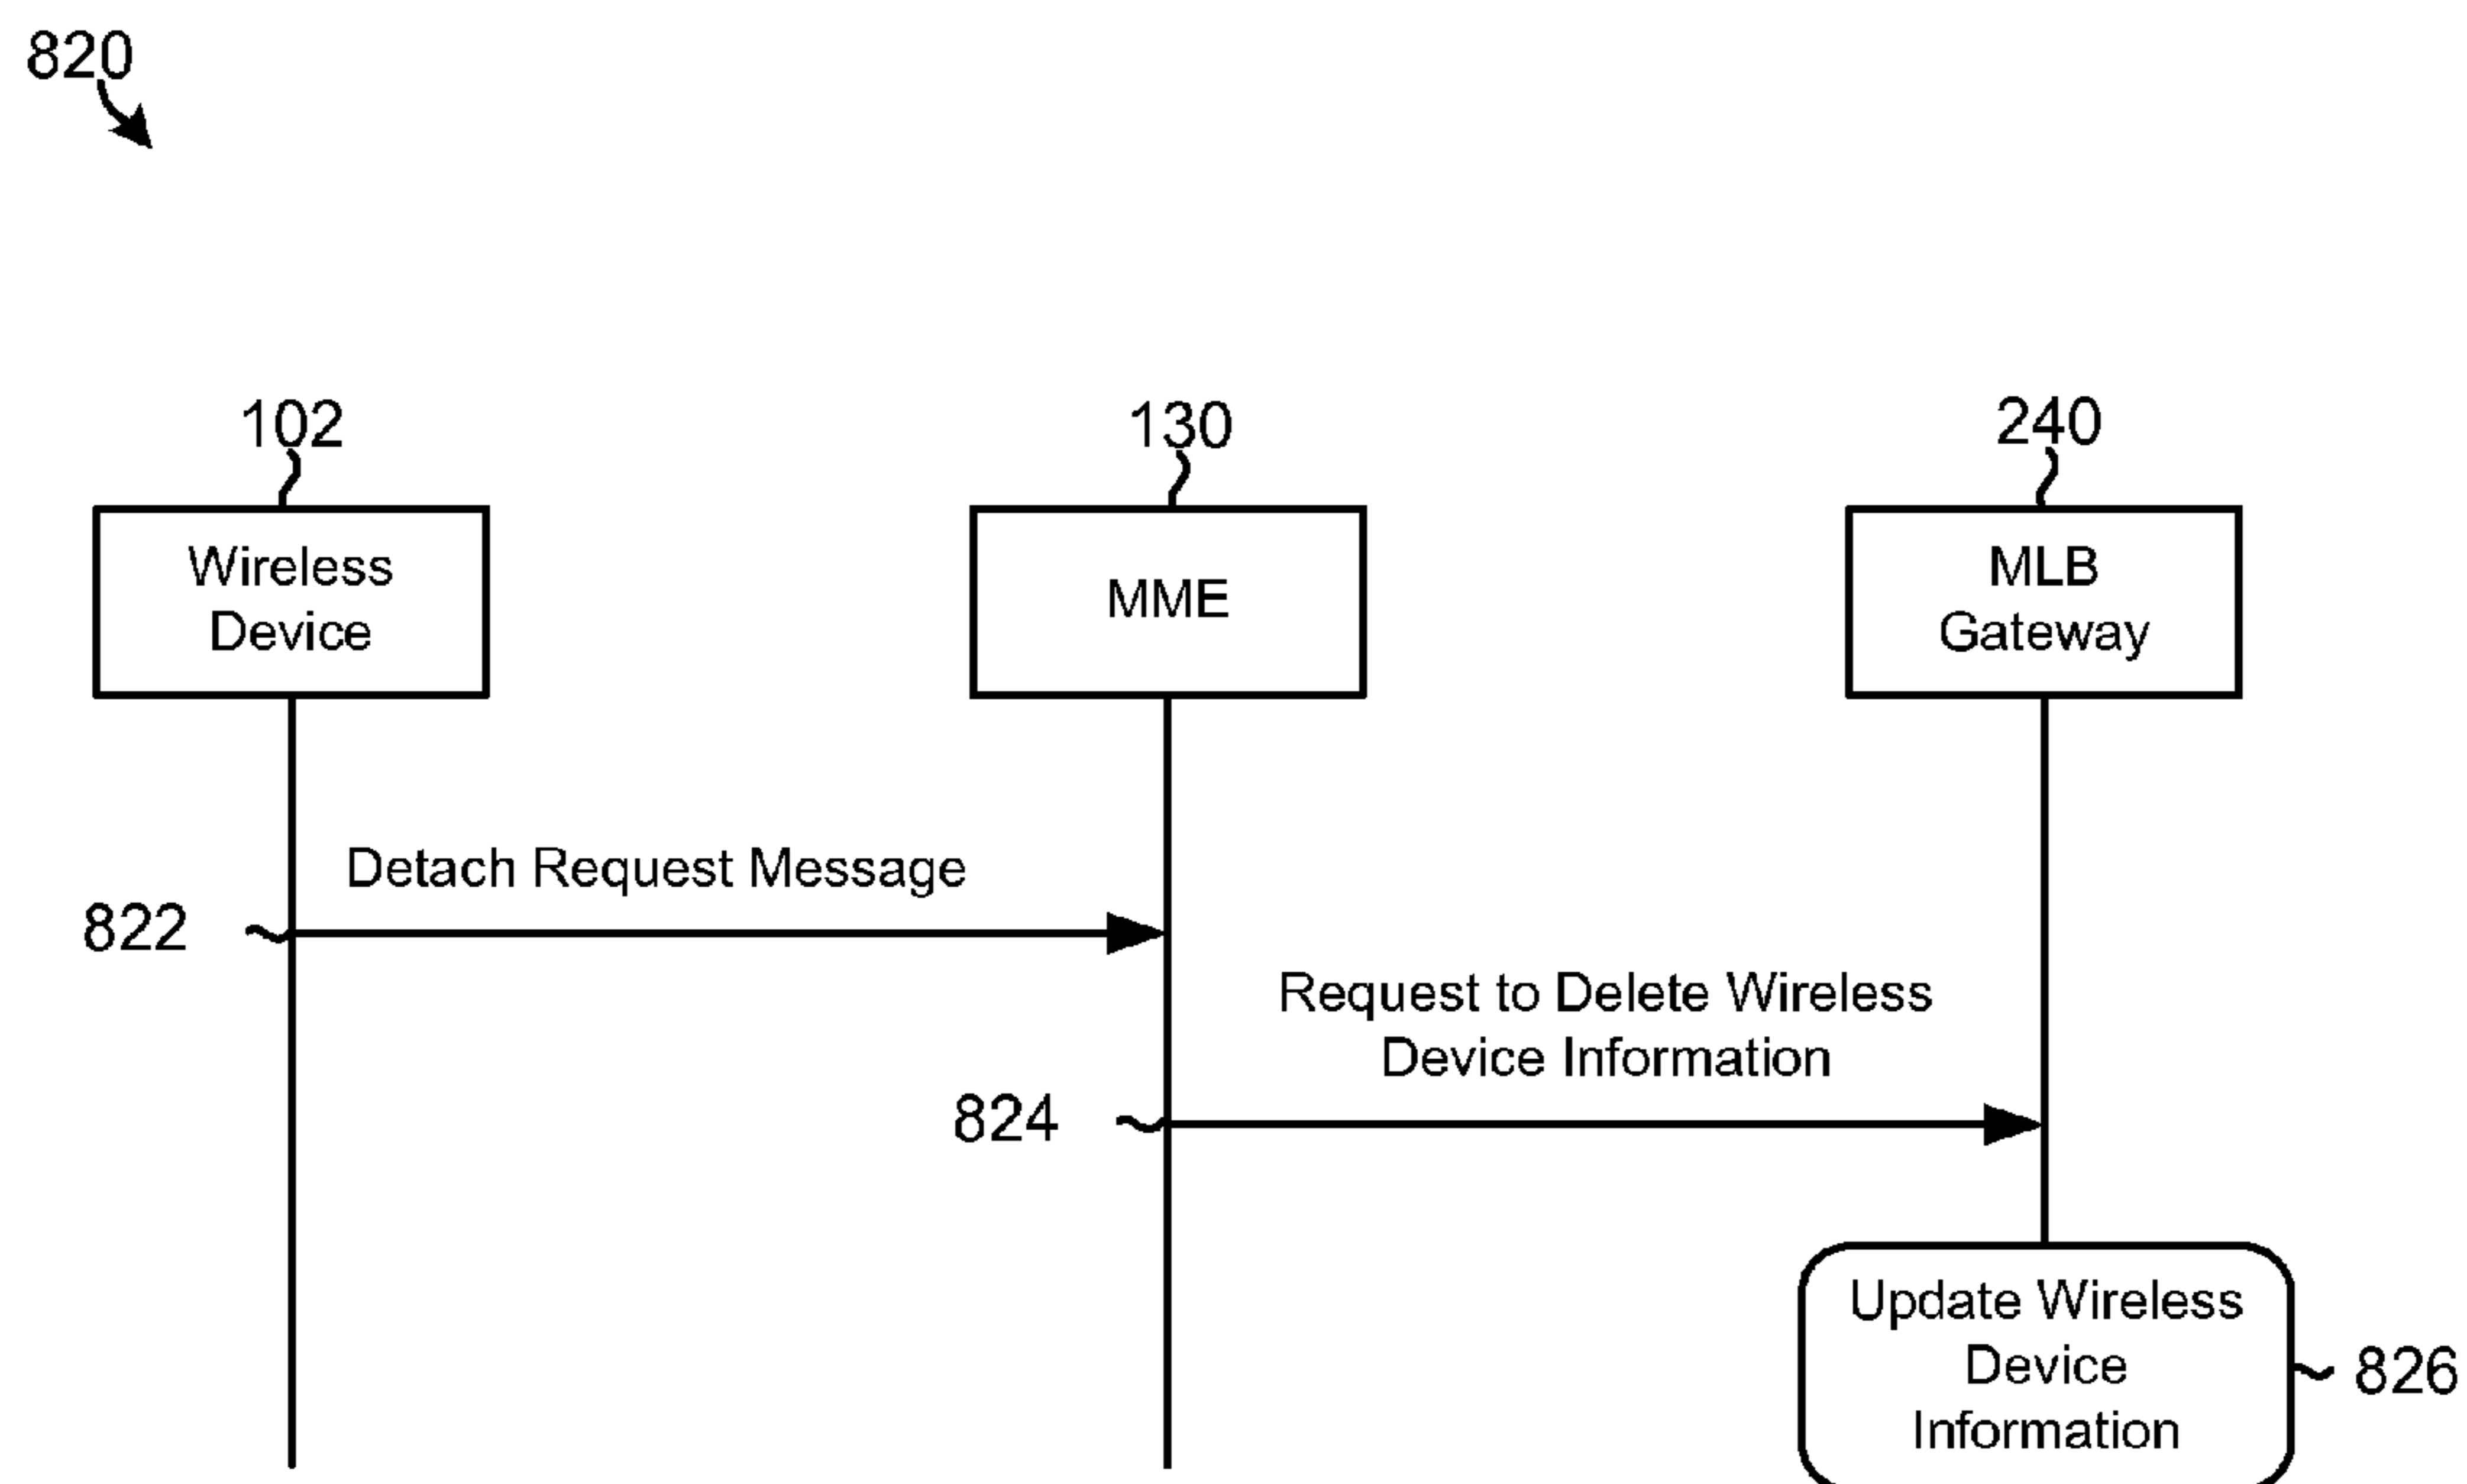 820
102
130
240
Wireless
Device
MME
MLB
Gateway
Detach Request Message
822
Request to Delete Wireless
Device Information
824
Update Wireless
Device
Information
826